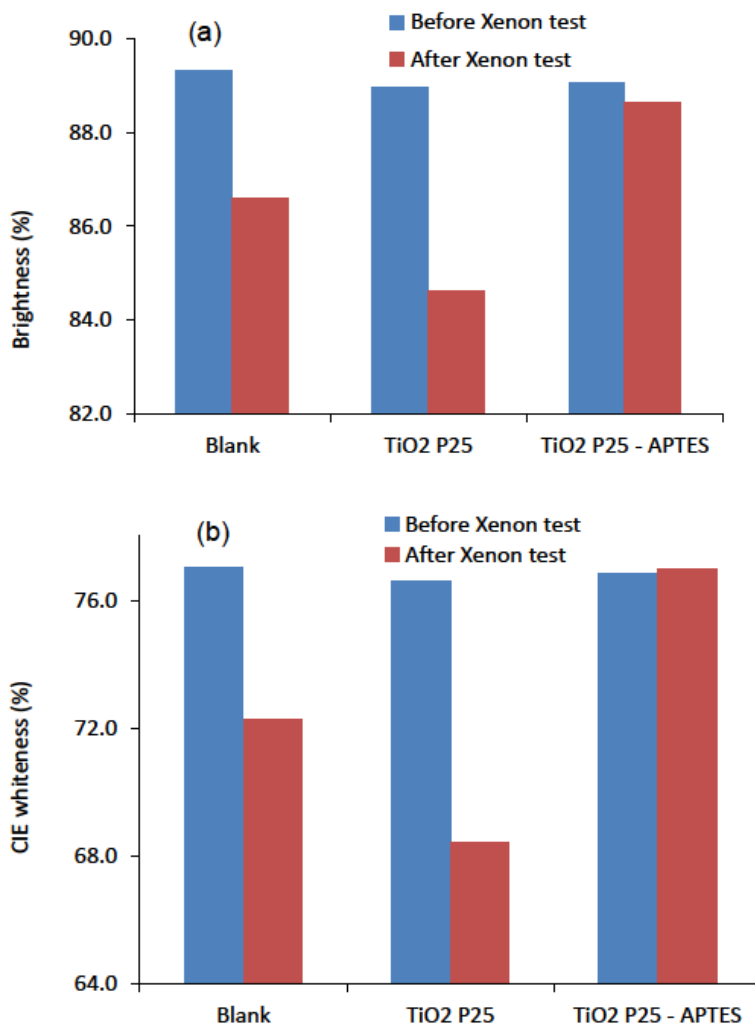 (a)
Before Xenon test
After Xenon test
90.0
88.0
86.0
84.0
82.0
Brightness (%)
Blank
TiO2 P25
TiO2 P25 - APTES
(b)
Before Xenon test
After Xenon test
76.0
72.0
68.0
64.0
CIE whiteness (%)
Blank
TiO2 P25
TiO2 P25 - APTES